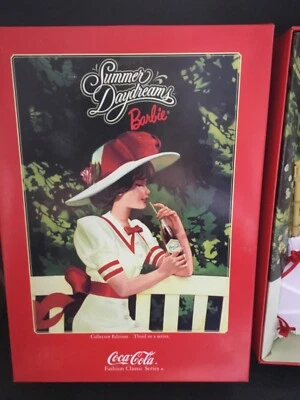 Summer
Daydreams
Barbie®
Collector Edition Third in a series.
Coca-Cola
Fashion Classic Series